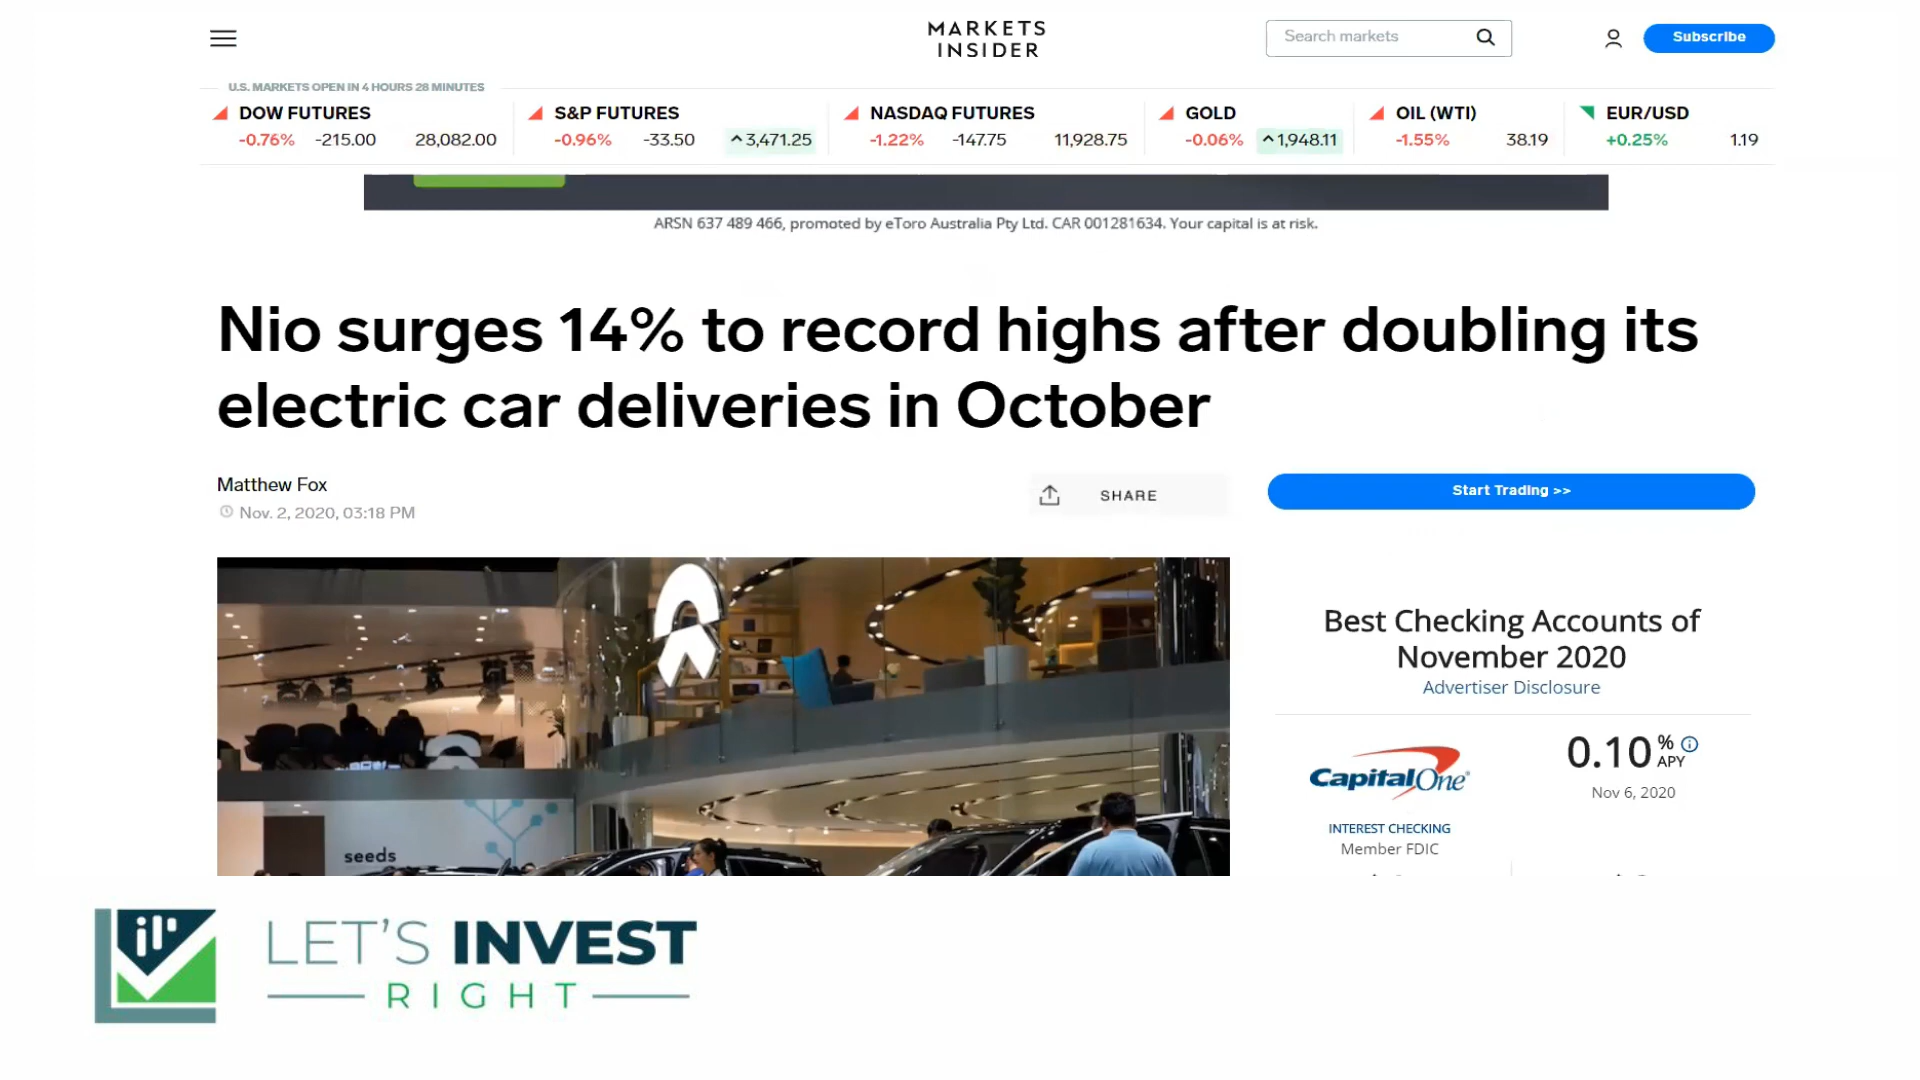 MARKETS
INSIDER
Search markets
Subscribe
U.S. MARKETS OPEN IN 4 HOURS 28 MINUTES
DOW FUTURES
-0.76% -215.00 28,082.00
S&P FUTURES
-0.96% -33.50 3,471.25
NASDAQ FUTURES
-1.22% -147.75 11,928.75
GOLD
-0.06% 1,948.11
OIL (WTI)
-1.55% 38.19
EUR/USD
+0.25% 1.19
ARSN 637 489 466, promoted by eToro Australia Pty Ltd. CAR 001281634. Your capital is at risk.
Nio surges 14% to record highs after doubling its
electric car deliveries in October
Matthew Fox
Nov. 2, 2020, 03:18 PM
SHARE
Start Trading >>
seeds
Best Checking Accounts of
November 2020
Advertiser Disclosure
Capital One
0.10 % APY
Nov 6, 2020
INTEREST CHECKING
Member FDIC
LET'S INVEST
RIGHT